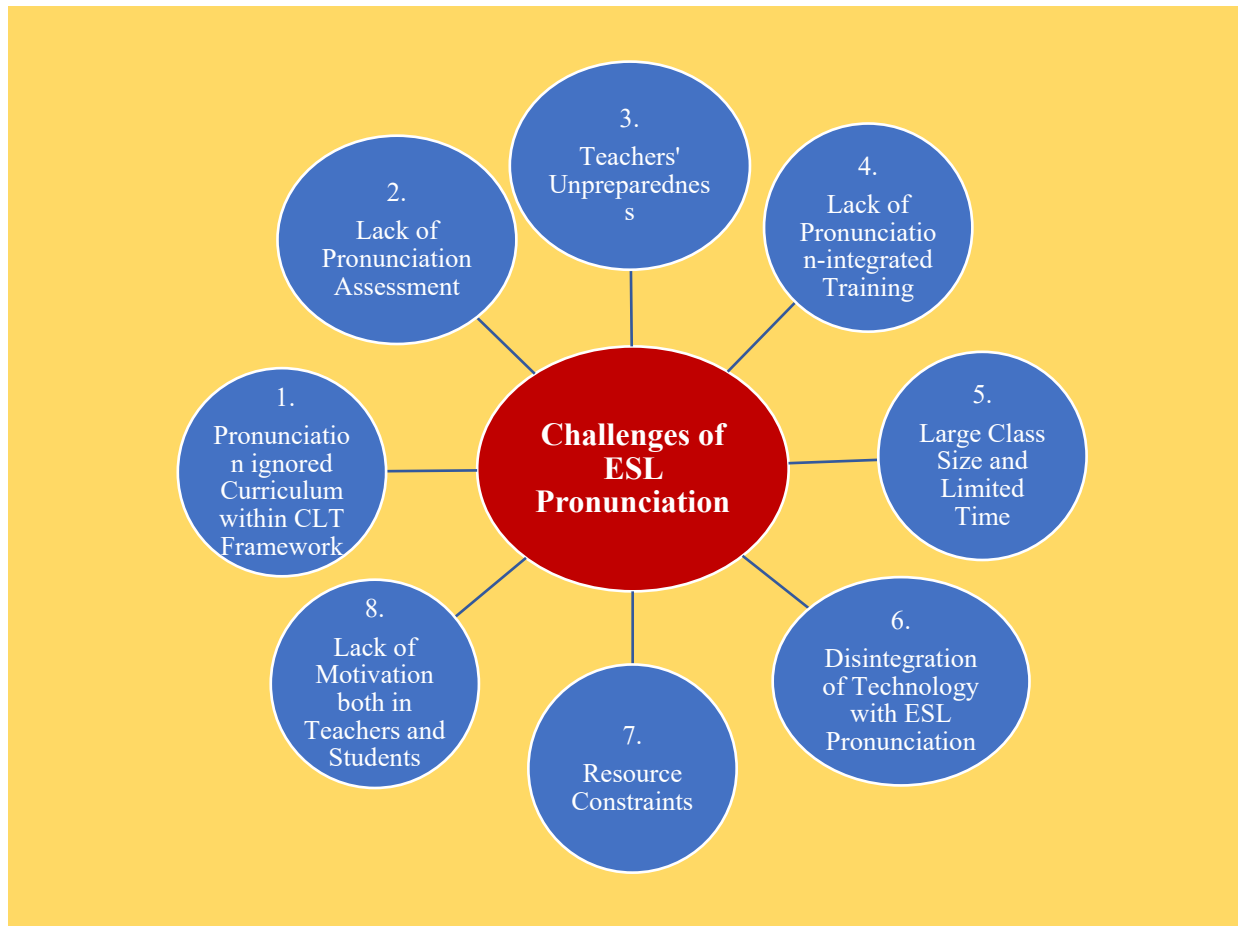 Challenges of
ESL
Pronunciation
1.
Pronunciatio
n ignored
Curriculum
within CLT
Framework
2.
Lack of
Pronunciation
Assessment
3.
Teachers'
Unpreparednes
s
4.
Lack of
Pronunciatio
n-integrated
Training
5.
Large Class
Size and
Limited
Time
6.
Disintegration
of Technology
with ESL
Pronunciation
7.
Resource
Constraints
8.
Lack of
Motivation
both in
Teachers and
Students